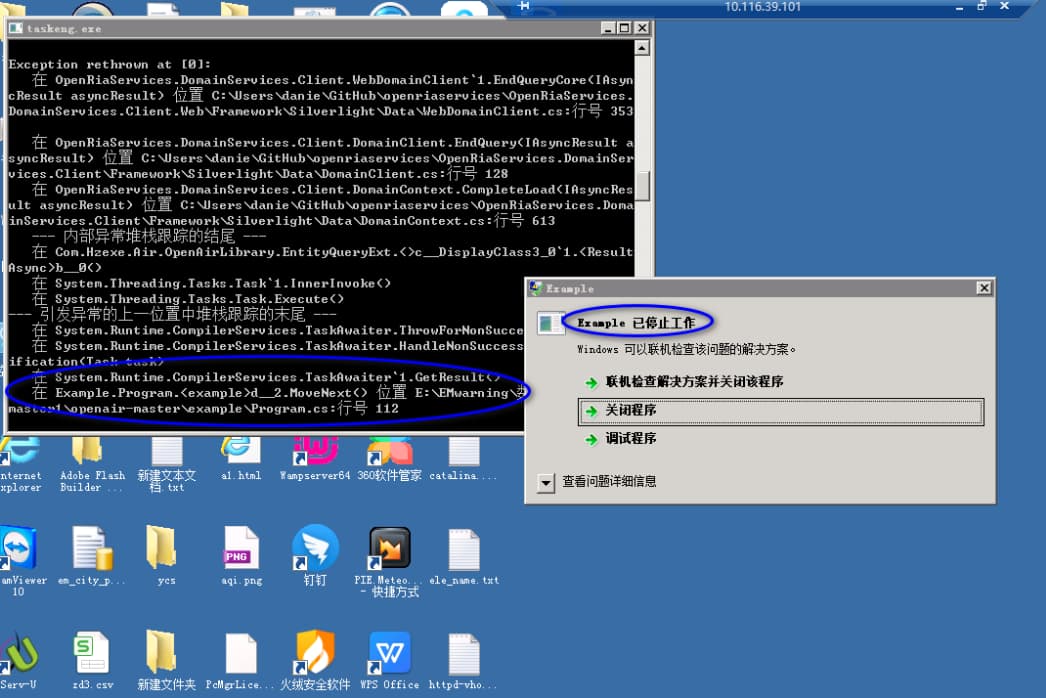 10.116.39.101
taskeng.exe
Exception rethrown at [0]:
在 OpenRiaServices.DomainServices.Client.WebDomainClient`1.EndQueryCore(IAsyn
cResult asyncResult) 位置 C:\Users\danie\GitHub\openriaservices\OpenRiaServices.
DomainServices.Client.Web\Framework\Silverlight\Data\WebDomainClient.cs:行号 353
在 OpenRiaServices.DomainServices.Client.DomainClient.EndQuery(IAsyncResult a
syncResult) 位置 C:\Users\danie\GitHub\openriaservices\OpenRiaServices.DomainSer
vices.Client\Framework\Silverlight\Data\DomainClient.cs:行号 128
在 OpenRiaServices.DomainServices.Client.DomainContext.CompleteLoad(IAsyncRes
ult asyncResult) 位置 C:\Users\danie\GitHub\openriaservices\OpenRiaServices.Doma
inServices.Client\Framework\Silverlight\Data\DomainContext.cs:行号 613
--- 内部异常堆栈跟踪的结尾 ---
在 Com.Hzexe.Air.OpenAirLibrary.EntityQueryExt.<>c__DisplayClass3_0`1.<Result
Async>b__0()
在 System.Threading.Tasks.Task`1.InnerInvoke()
在 System.Threading.Tasks.Task.Execute()
--- 引发异常的上一位置中堆栈跟踪的末尾 ---
在 System.Runtime.CompilerServices.TaskAwaiter.ThrowForNonSucce
在 System.Runtime.CompilerServices.TaskAwaiter.HandleNonSuccess
ification(Task task)
在 System.Runtime.CompilerServices.TaskAwaiter`1.GetResult()
在 Example.Program.<example>d__2.MoveNext() 位置 E:\EMwarning\
master1\openair-master\example\Program.cs:行号 112
Example
Example 已停止工作
Windows 可以联机检查该问题的解决方案。
联机检查解决方案并关闭该程序
关闭程序
调试程序
查看问题详细信息
nternet
xplorer
Adobe Flash
Builder ...
新建文本文
档.txt
a1.html
Wampserver64
360软件管家
catalina....
amViewer
10
em_city_p...
ycs
PNG
aqi.png
钉钉
PIE.Meteo...
- 快捷方式
ele_name.txt
Serv-U
rd3.csv
新建文件夹
PcMgrLice...
火绒安全软件
WPS Office
httpd-vho...